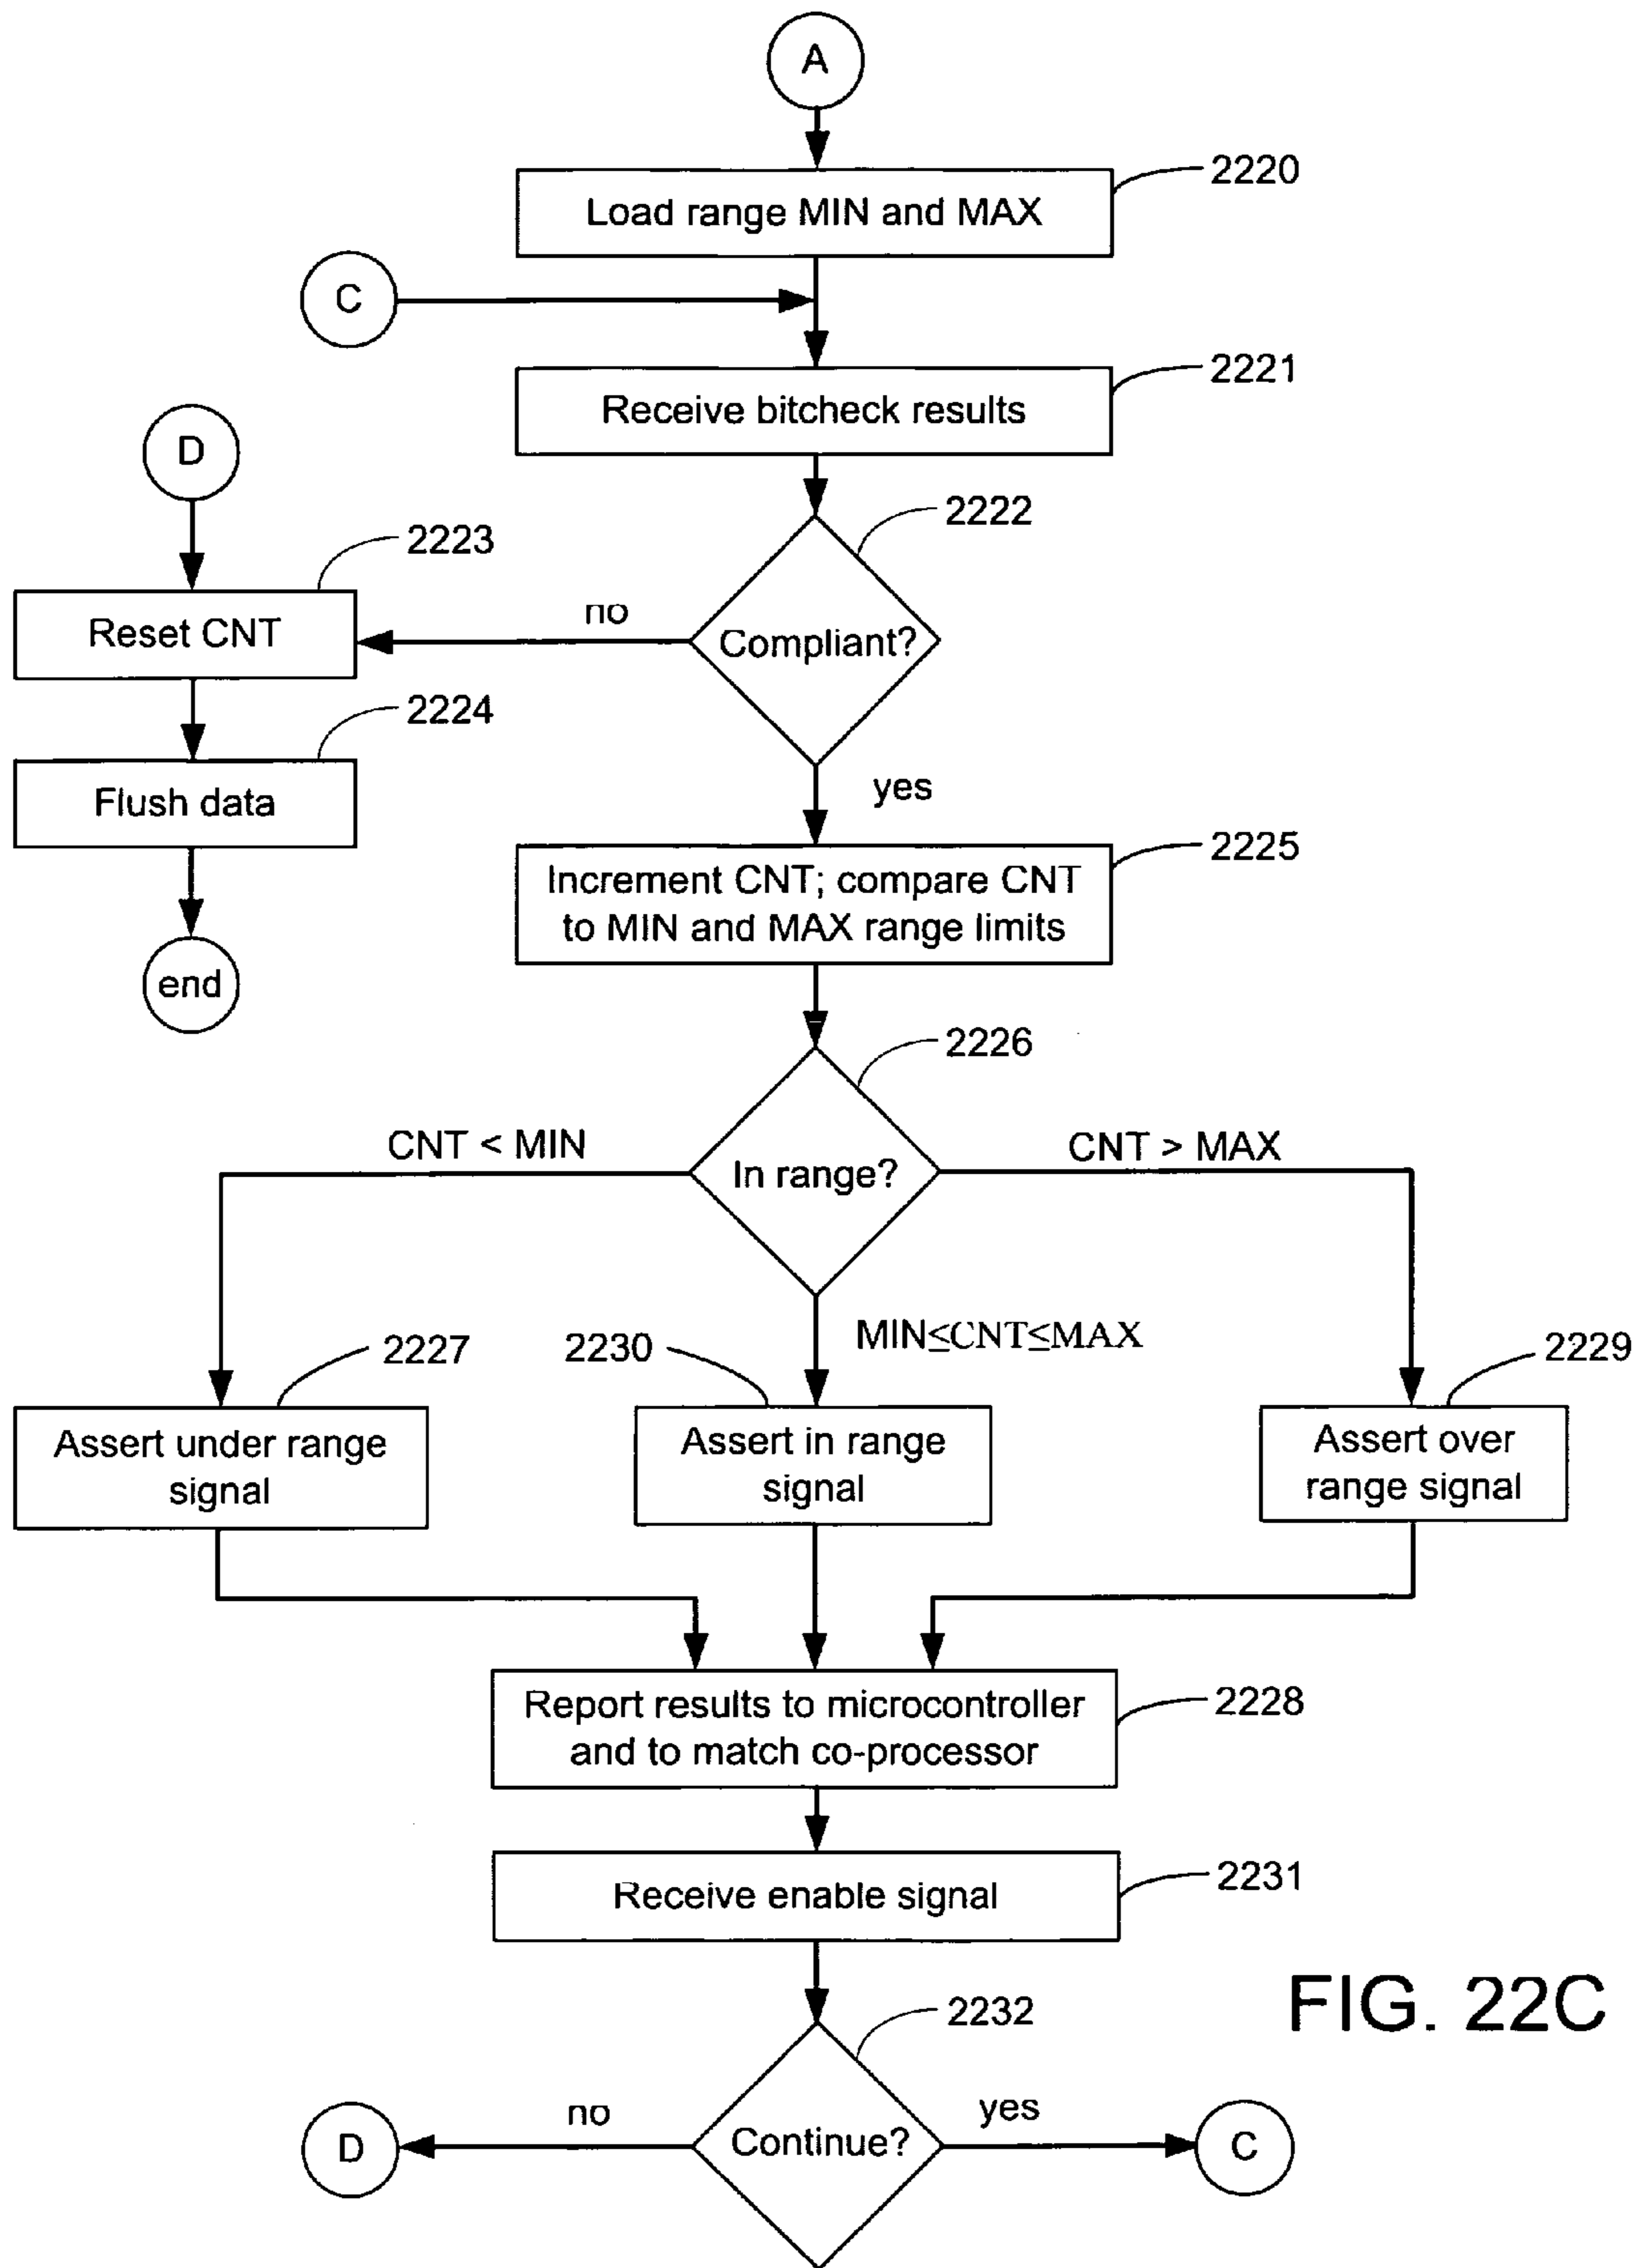 A
2220
Load range MIN and MAX
C
2221
Receive bitcheck results
D
2222
2223
no
Reset CNT
Compliant?
2224
Flush data
yes
2225
Increment CNT; compare CNT
to MIN and MAX range limits
end
2226
CNT < MIN
CNT > MAX
In range?
MIN≤CNT≤MAX
2227
2230
2229
Assert under range
signal
Assert in range
signal
Assert over
range signal
2228
Report results to microcontroller
and to match co-processor
2231
Receive enable signal
FIG. 22C
2232
no
yes
D
Continue?
C